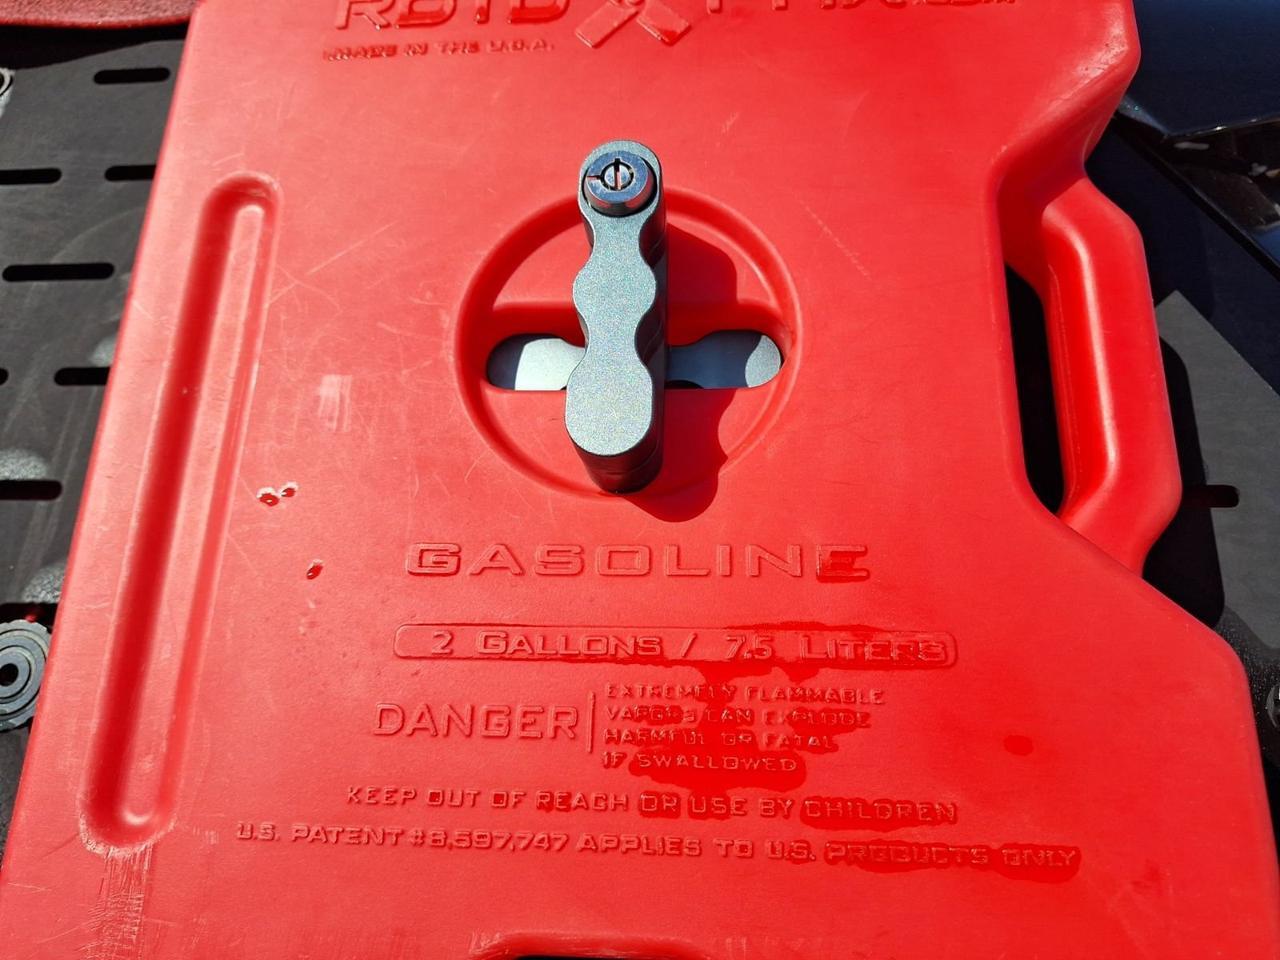 MADE IN THE U.S.A.
GASOLINE
2 GALLONS / 7.5 LITERS
DANGER
EXTREMELY FLAMMABLE
VAPORS CAN EXPLODE
HARMFUL OR FATAL
IF SWALLOWED
KEEP OUT OF REACH OR USE BY CHILDREN
U.S. PATENT #8,597,747 APPLIES TO U.S. PRODUCTS ONLY